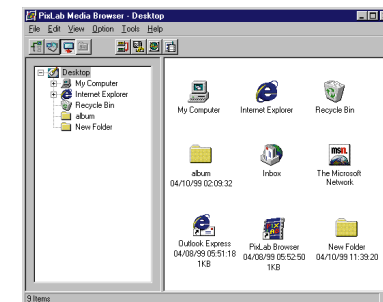 PixLab Media Browser - Desktop
File Edit View Option Tools Help
Desktop
My Computer
Internet Explorer
Recycle Bin
album
New Folder
My Computer
Internet Explorer
Recycle Bin
album
04/10/99 02:09:32
Inbox
msn.
The Microsoft
Network
Outlook Express
04/08/99 05:51:18
1KB
PixLab Browser
04/08/99 05:52:50
1KB
New Folder
04/10/99 11:39:20
9 Items